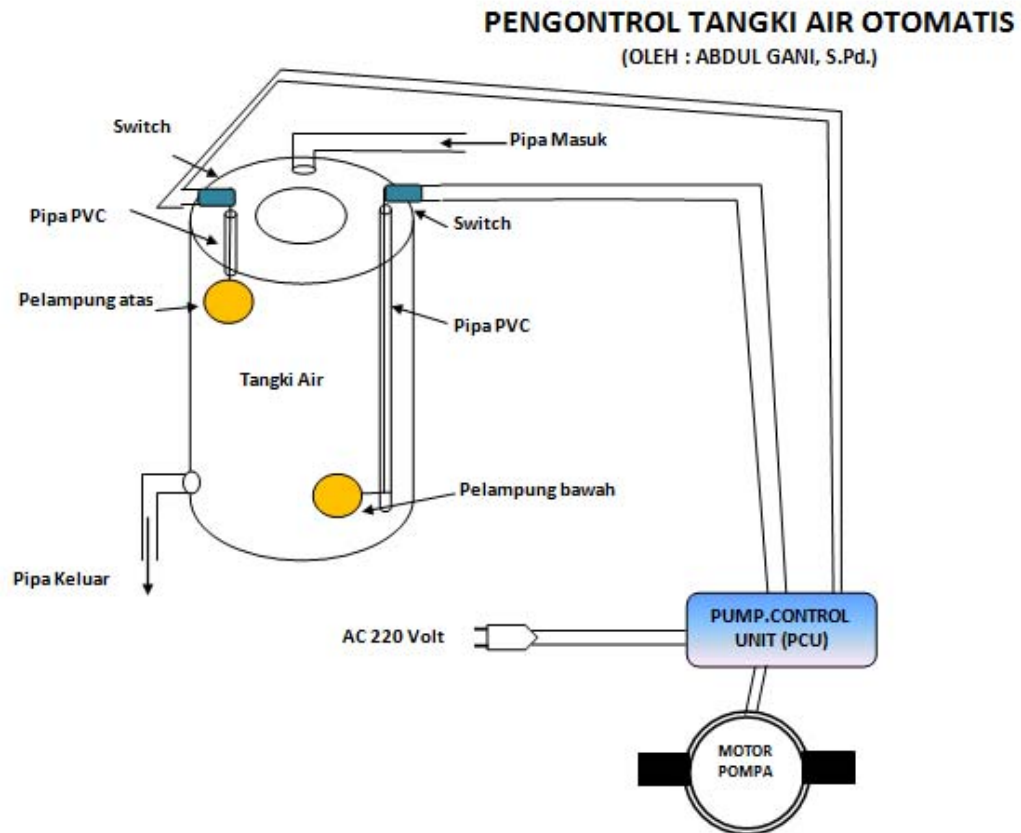 PENGONTROL TANGKI AIR OTOMATIS
(OLEH : ABDUL GANI, S.Pd.)
Switch
Pipa Masuk
Pipa PVC
Switch
Pelampung atas
Pipa PVC
Tangki Air
Pelampung bawah
Pipa Keluar
AC 220 Volt
PUMP.CONTROL
UNIT (PCU)
MOTOR
POMPA